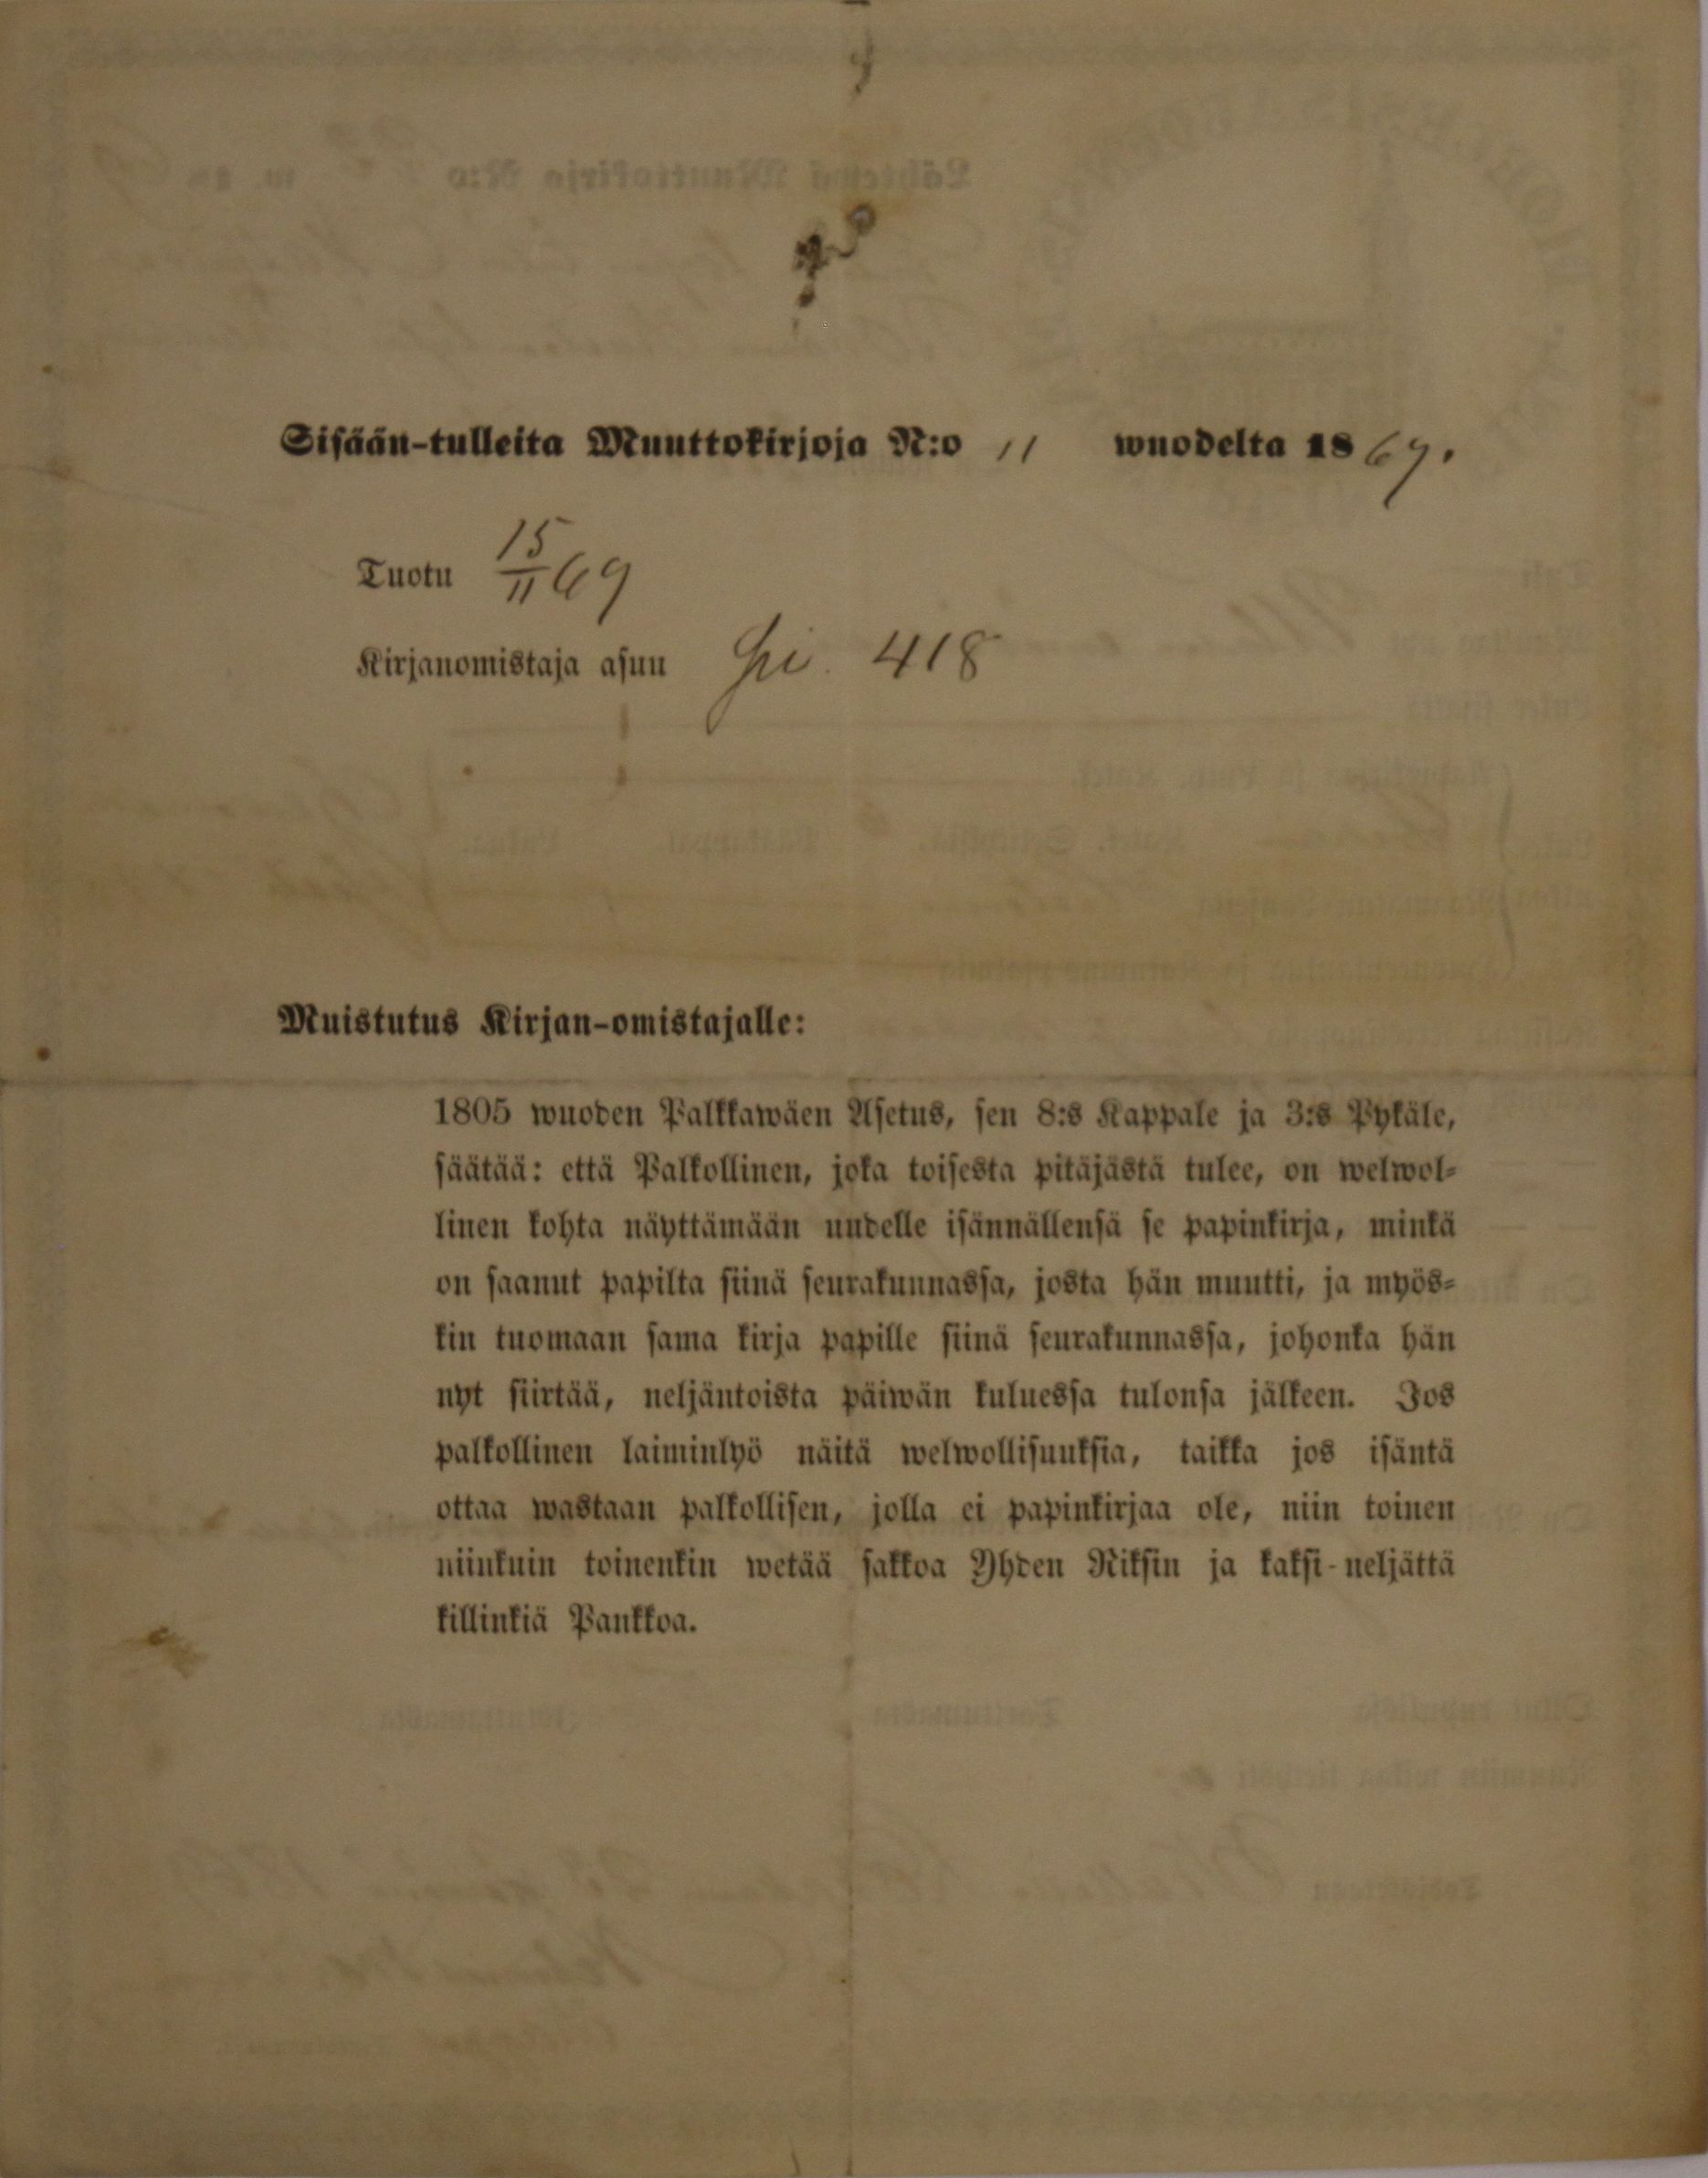 Sisään-tulleita Muuttokirjoja N:o 11 wuodelta 1869.
Tuotu 15/11 69
Kirjanomistaja asuu 418
Muistutus Kirjan-omistajalle:
1805 wuoden Palkkawäen Asetus, sen 8:s Kappale ja 3:s Pykäle,
säätää: että Palkollinen, joka toisesta pitäjästä tulee, on welwol-
linen kohta näyttämään uudelle isännällensä se papinkirja, minkä
on saanut papilta siinä seurakunnassa, josta hän muutti, ja myös-
kin tuomaan sama kirja papille siinä seurakunnassa, johonka hän
nyt siirtää, neljäntoista päiwän kuluessa tulonsa jälkeen. Jos
palkollinen laiminlyö näitä welwollisuuksia, taikka jos isäntä
ottaa wastaan palkollisen, jolla ei papinkirjaa ole, niin toinen
niinkuin toinenkin wetää sakkoa Yhden Riksin ja kaksi-neljättä
killinkiä Pankkoa.